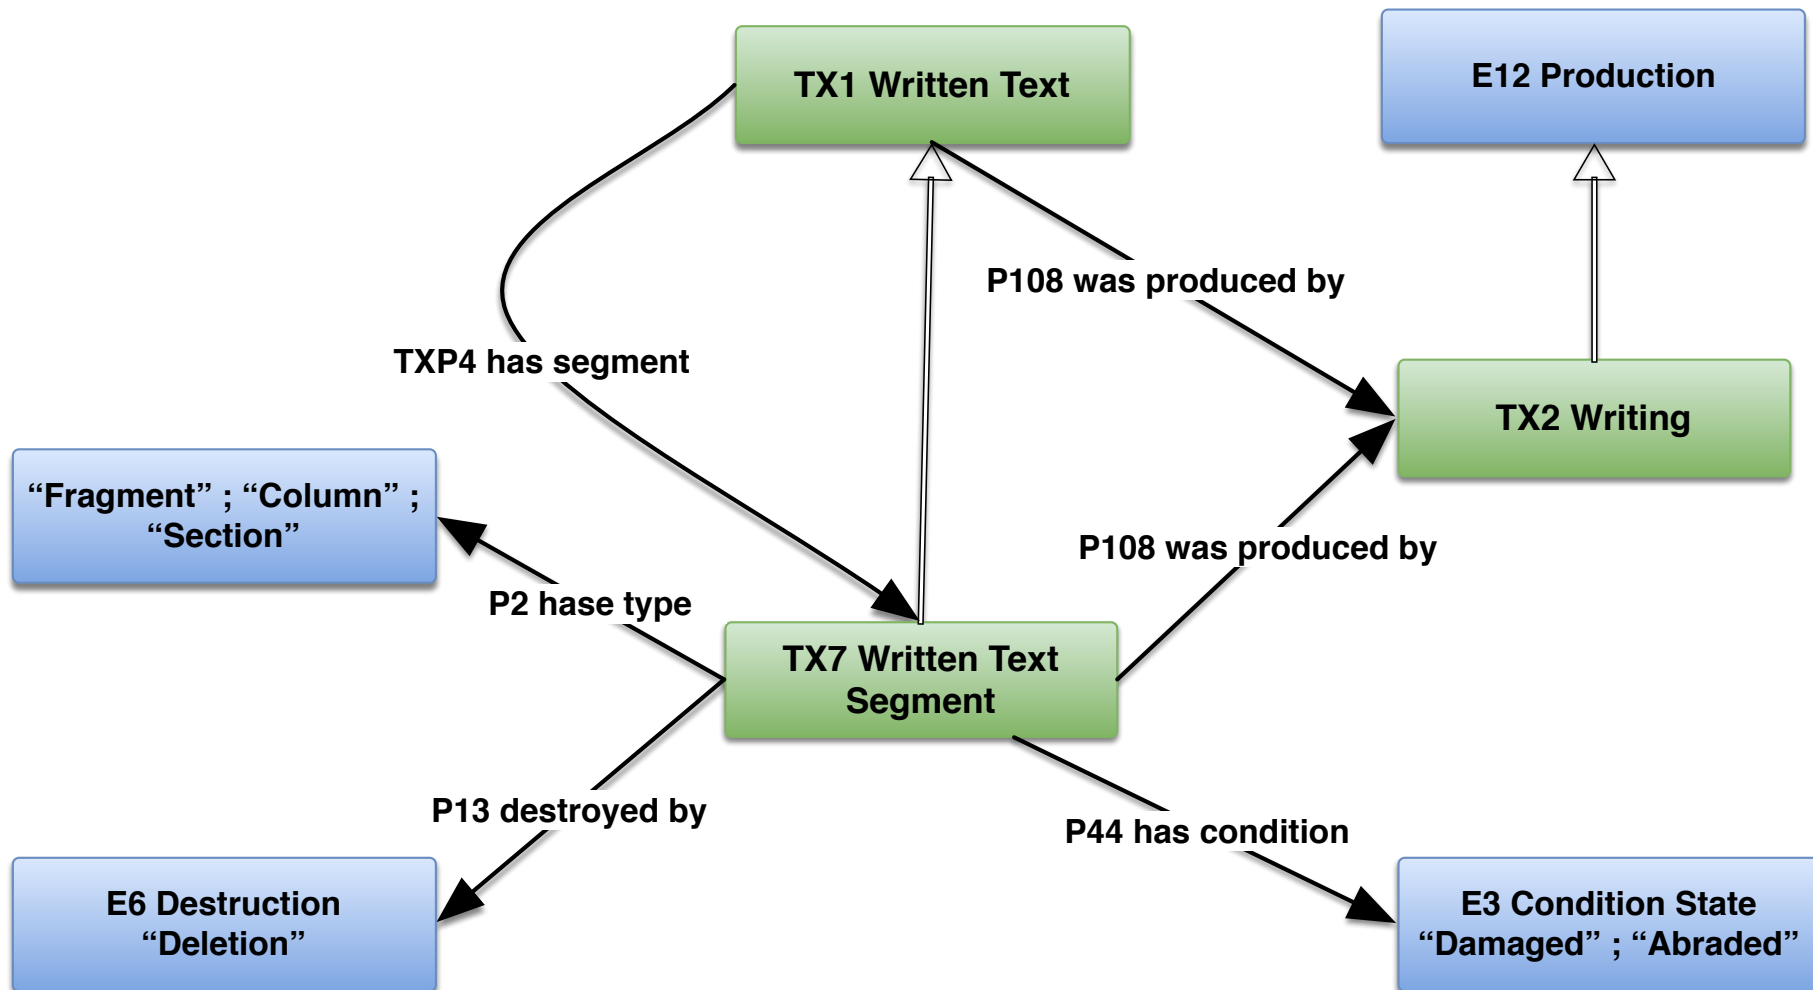 TX1 Written Text
E12 Production
P108 was produced by
TXP4 has segment
TX2 Writing
“Fragment” ; “Column” ;
“Section”
P108 was produced by
P2 hase type
TX7 Written Text
Segment
P13 destroyed by
P44 has condition
E6 Destruction
“Deletion”
E3 Condition State
“Damaged” ; “Abraded”